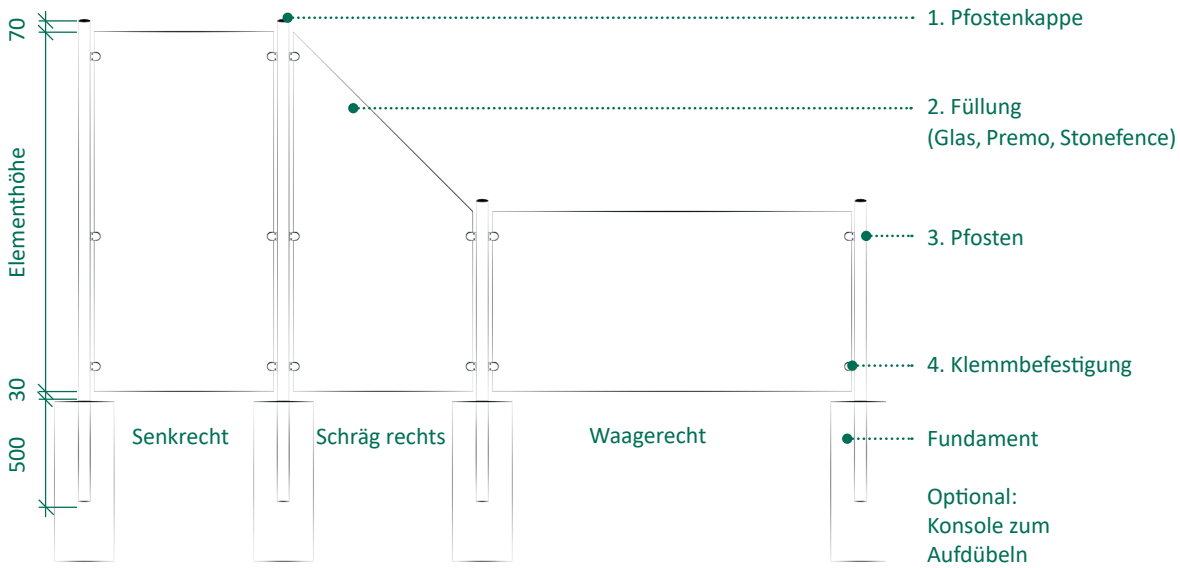 70
Elementhöhe
30
500
1. Pfostenkappe
2. Füllung
(Glas, Premo, Stonefence)
3. Pfosten
4. Klemmbefestigung
Senkrecht
Schräg rechts
Waagerecht
Fundament
Optional:
Konsole zum
Aufdübeln